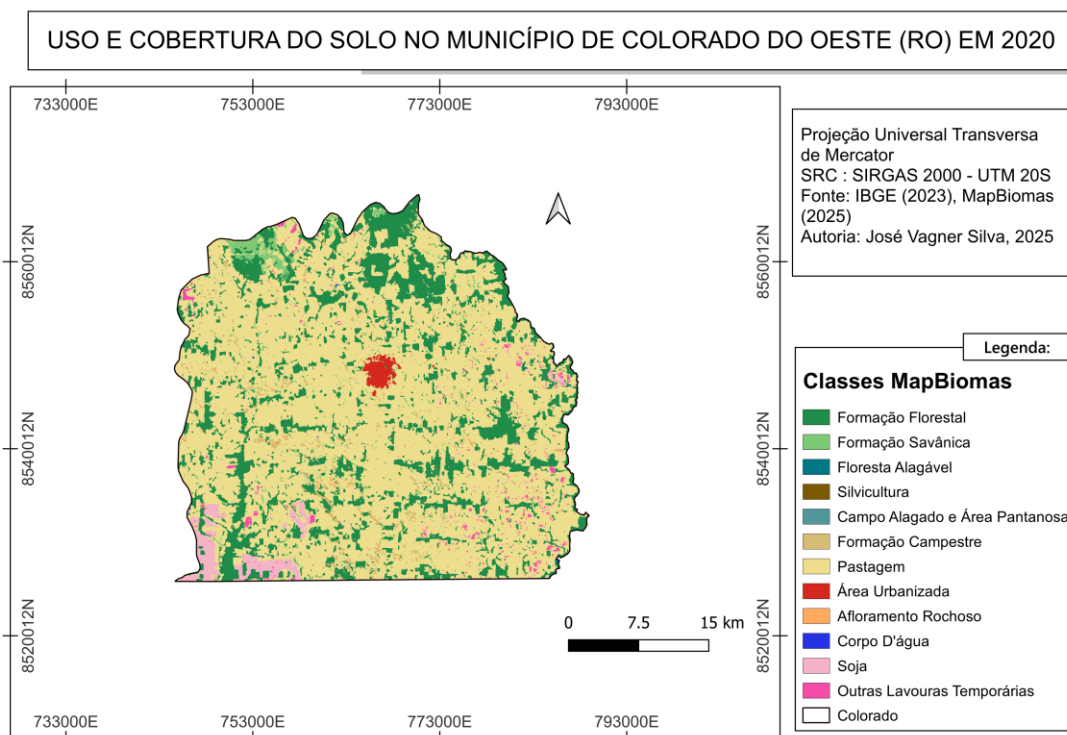 USO E COBERTURA DO SOLO NO MUNICÍPIO DE COLORADO DO OESTE (RO) EM 2020
733000E
753000E
773000E
793000E
8560012N
8560012N
8540012N
8540012N
8520012N
8520012N
0 7.5 15 km
733000E
753000E
773000E
793000E
Projeção Universal Transversa
de Mercator
SRC : SIRGAS 2000 - UTM 20S
Fonte: IBGE (2023), MapBiomas
(2025)
Autoria: José Vagner Silva, 2025
Legenda:
Classes MapBiomas
Formação Florestal
Formação Savânica
Floresta Alagável
Silvicultura
Campo Alagado e Área Pantanosa
Formação Campestre
Pastagem
Área Urbanizada
Afloramento Rochoso
Corpo D'água
Soja
Outras Lavouras Temporárias
Colorado